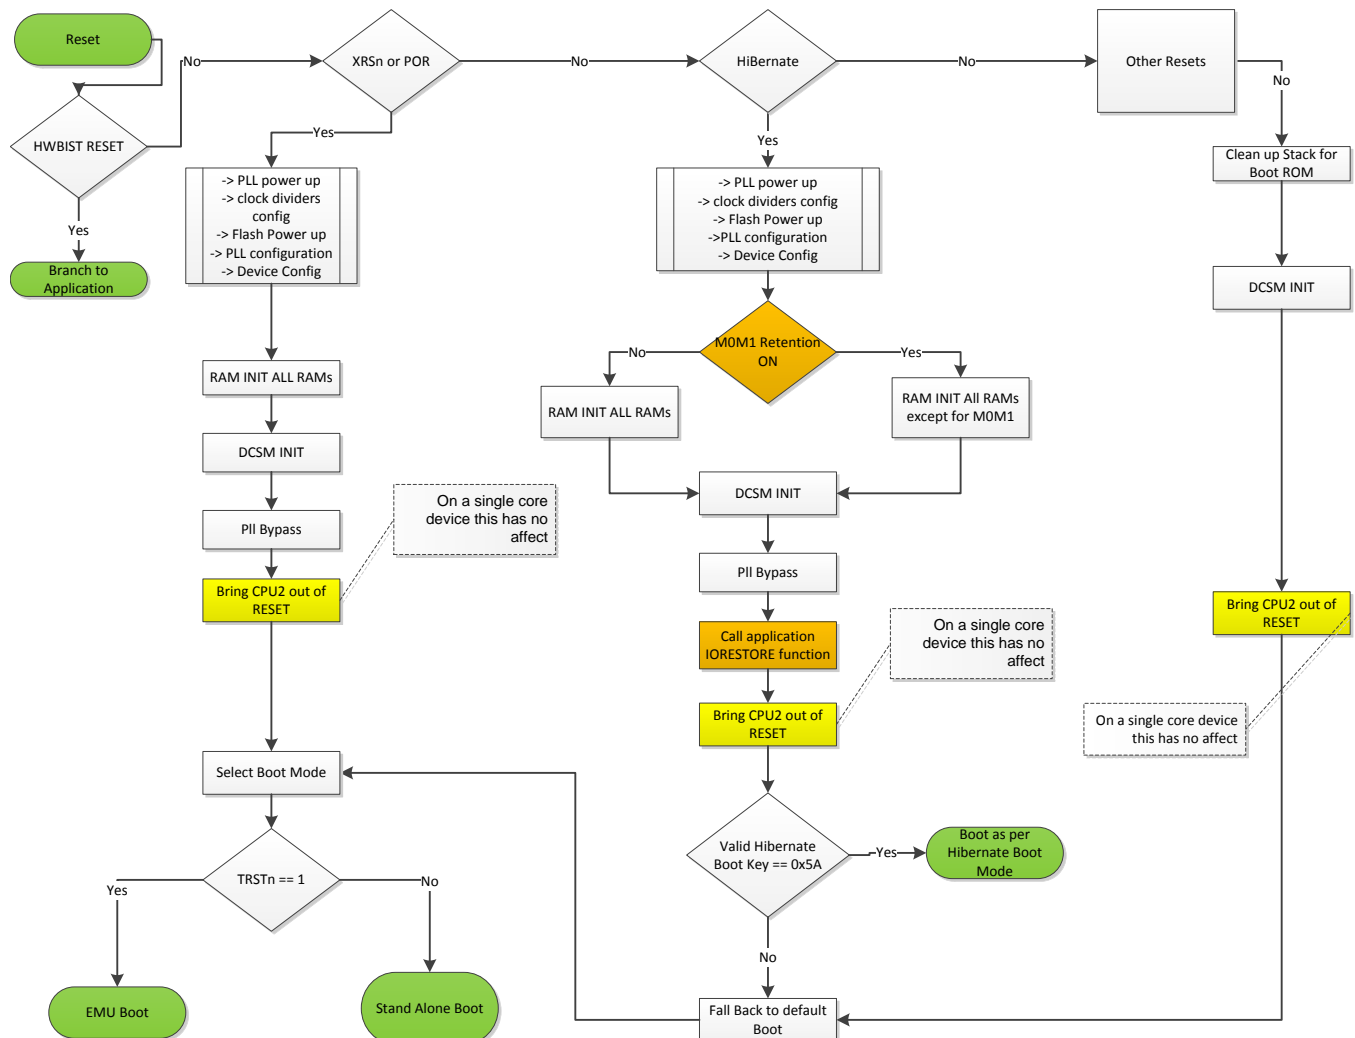 Reset
HWBIST RESET
No
Yes
Branch to
Application
XRSn or POR
No
Yes
-> PLL power up
-> clock dividers
config
-> Flash Power up
-> PLL configuration
-> Device Config
RAM INIT ALL RAMs
DCSM INIT
Pll Bypass
Bring CPU2 out of
RESET
On a single core
device this has no
affect
Select Boot Mode
TRSTn == 1
Yes
No
EMU Boot
Stand Alone Boot
HiBernate
No
Yes
-> PLL power up
-> clock dividers config
-> Flash Power up
->PLL configuration
-> Device Config
M0M1 Retention
ON
No
Yes
RAM INIT ALL RAMs
RAM INIT All RAMs
except for M0M1
DCSM INIT
Pll Bypass
Call application
IORESTORE function
Bring CPU2 out of
RESET
On a single core
device this has no
affect
Valid Hibernate
Boot Key == 0x5A
Yes
Boot as per
Hibernate Boot
Mode
No
Fall Back to default
Boot
Other Resets
No
Clean up Stack for
Boot ROM
DCSM INIT
Bring CPU2 out of
RESET
On a single core device
this has no affect